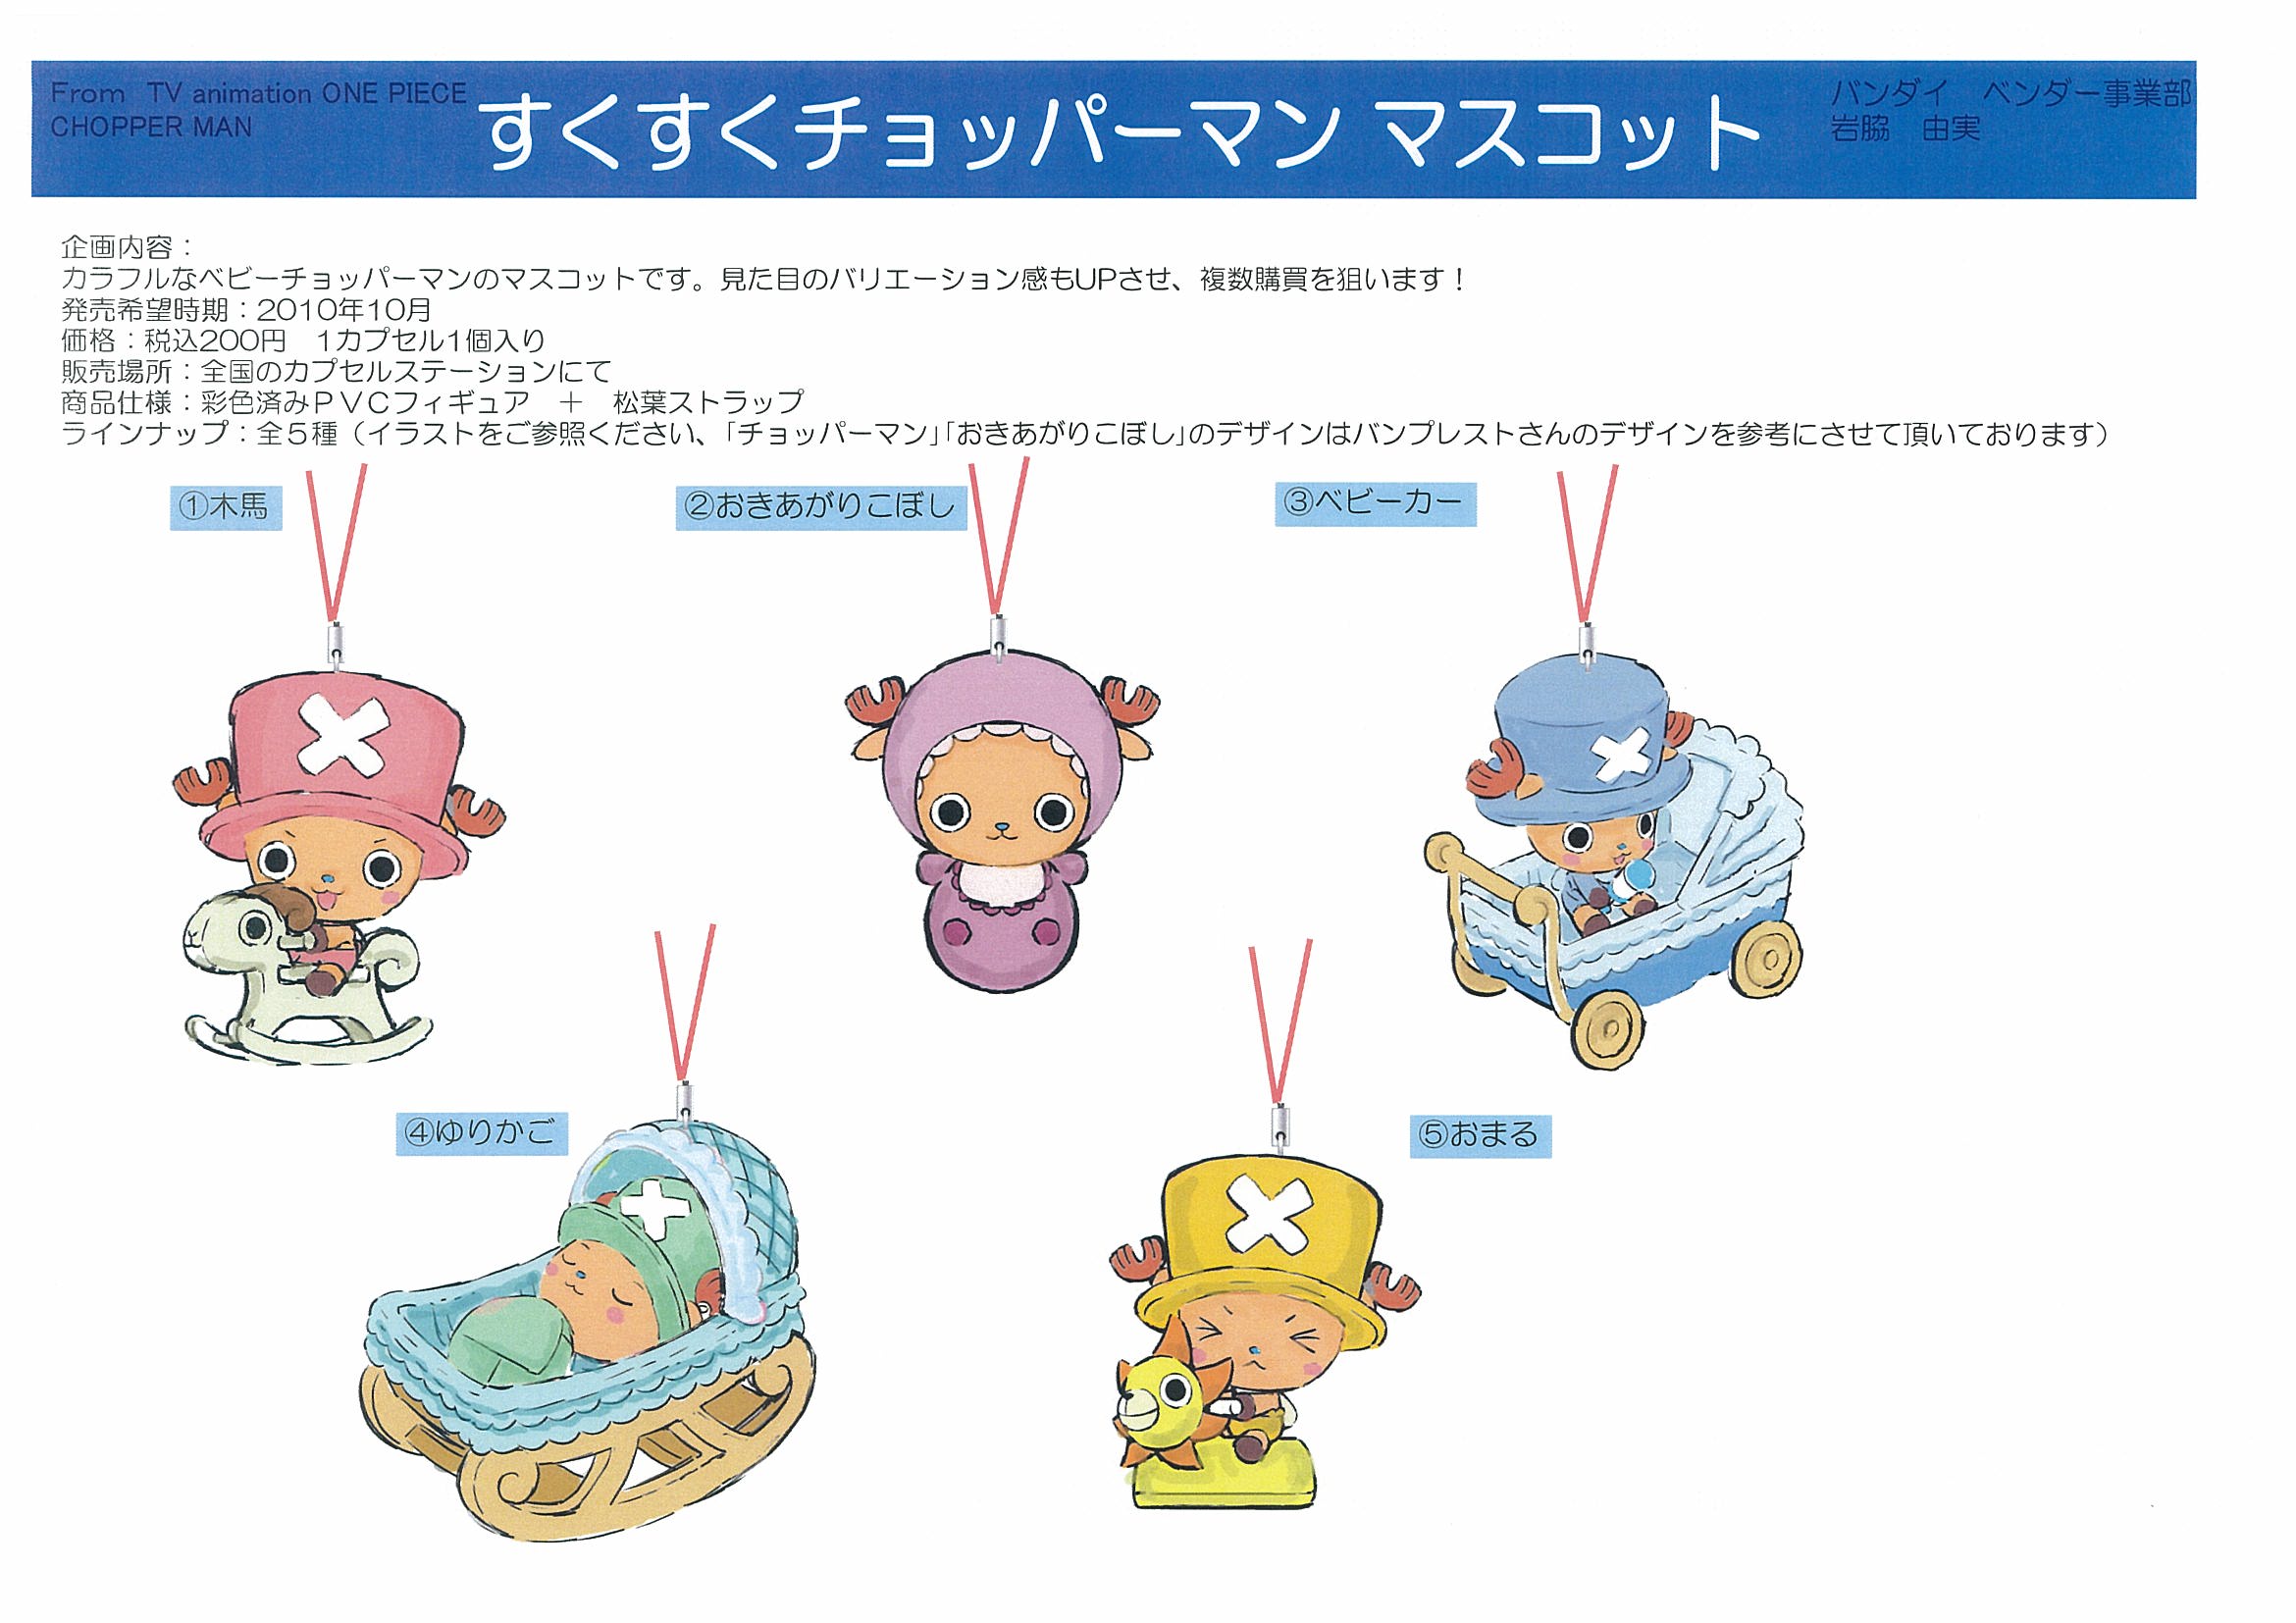 From TV animation ONE PIECE
CHOPPER MAN
すくすくチョッパーマン マスコット
バンダイ　ベンダー事業部
岩脇　由実
企画内容：
カラフルなベビーチョッパーマンのマスコットです。見た目のバリエーション感もUPさせ、複数購買を狙います！
発売希望時期：2010年10月
価格：税込200円　1カプセル1個入り
販売場所：全国のカプセルステーションにて
商品仕様：彩色済みＰＶＣフィギュア　＋　松葉ストラップ
ラインナップ：全５種（イラストをご参照ください、「チョッパーマン」「おきあがりこぼし」のデザインはバンプレストさんのデザインを参考にさせて頂いております）
①木馬
②おきあがりこぼし
③ベビーカー
④ゆりかご
⑤おまる